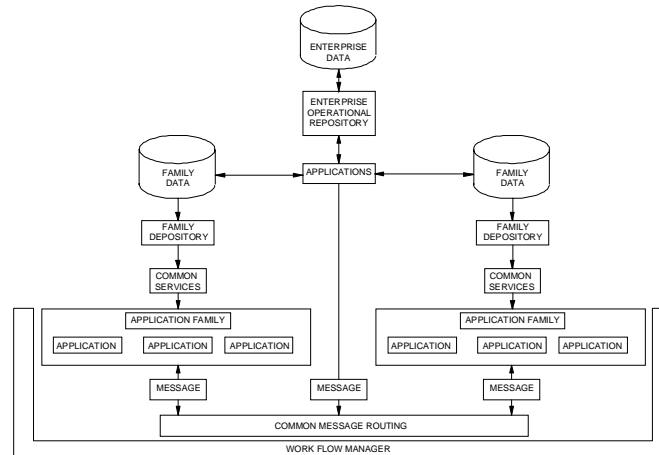 ENTERPRISE
DATA
ENTERPRISE
OPERATIONAL
REPOSITORY
FAMILY
DATA
APPLICATIONS
FAMILY
DATA
FAMILY
DEPOSITORY
FAMILY
DEPOSITORY
COMMON
SERVICES
COMMON
SERVICES
APPLICATION FAMILY
APPLICATION FAMILY
APPLICATION
APPLICATION
APPLICATION
APPLICATION
APPLICATION
APPLICATION
MESSAGE
MESSAGE
MESSAGE
COMMON MESSAGE ROUTING
WORK FLOW MANAGER